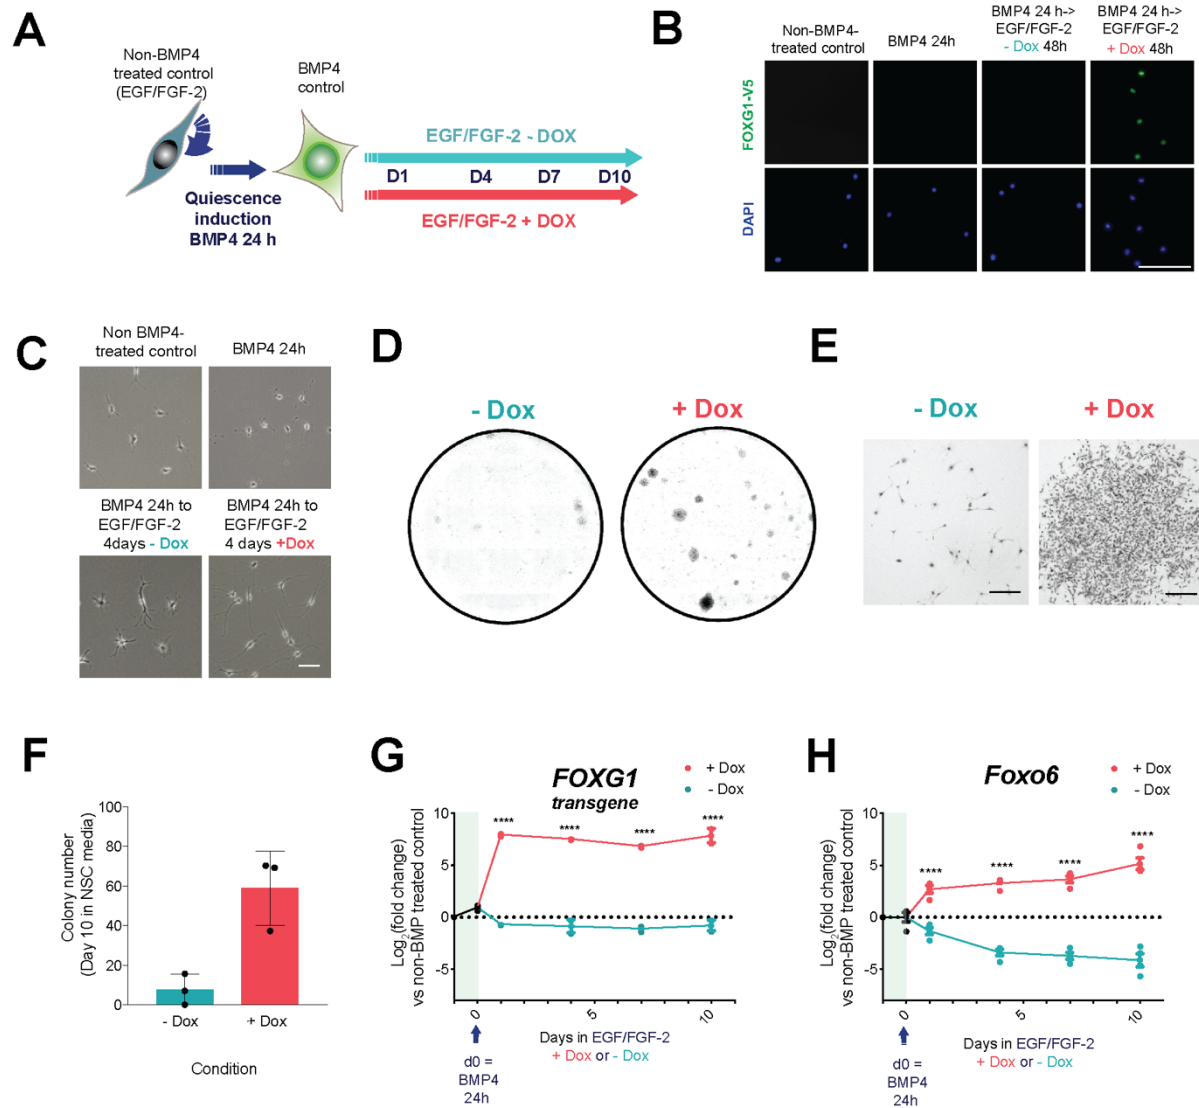 A
Non-BMP4
treated control
(EGF/FGF-2)
BMP4
control
Quiescence
induction
BMP4 24 h
EGF/FGF-2 - DOX
D1 D4 D7 D10
EGF/FGF-2 + DOX
B
Non-BMP4-
treated control
BMP4 24h
BMP4 24 h->
EGF/FGF-2
- Dox 48h
BMP4 24 h->
EGF/FGF-2
+ Dox 48h
FOXG1-V5
DAPI
C
Non BMP4-
treated control
BMP4 24h
BMP4 24h to
EGF/FGF-2
4days - Dox
BMP4 24h to
EGF/FGF-2
4 days +Dox
D
- Dox
+ Dox
E
- Dox
+ Dox
F
Colony number
(Day 10 in NSC media)
100
80
60
40
20
0
- Dox
+ Dox
Condition
G
FOXG1
transgene
+ Dox
- Dox
Log2(fold change)
vs non-BMP treated control
10
5
0
-5
**** **** **** ****
0 5 10
Days in EGF/FGF-2
+ Dox or - Dox
d0 =
BMP4
24h
H
Foxo6
+ Dox
- Dox
Log2(fold change)
vs non-BMP treated control
10
5
0
-5
**** **** **** ****
0 5 10
Days in EGF/FGF-2
+ Dox or - Dox
d0 =
BMP4
24h